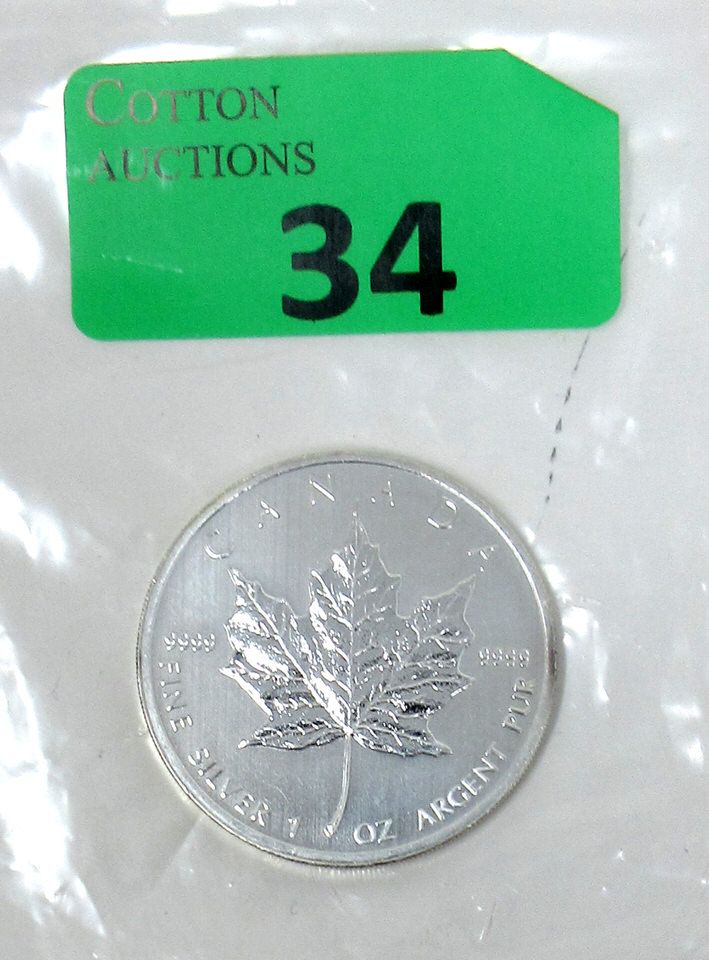 COTTON
AUCTIONS
34
CANADA
9999
9999
FINE SILVER 1 OZ ARGENT PUR